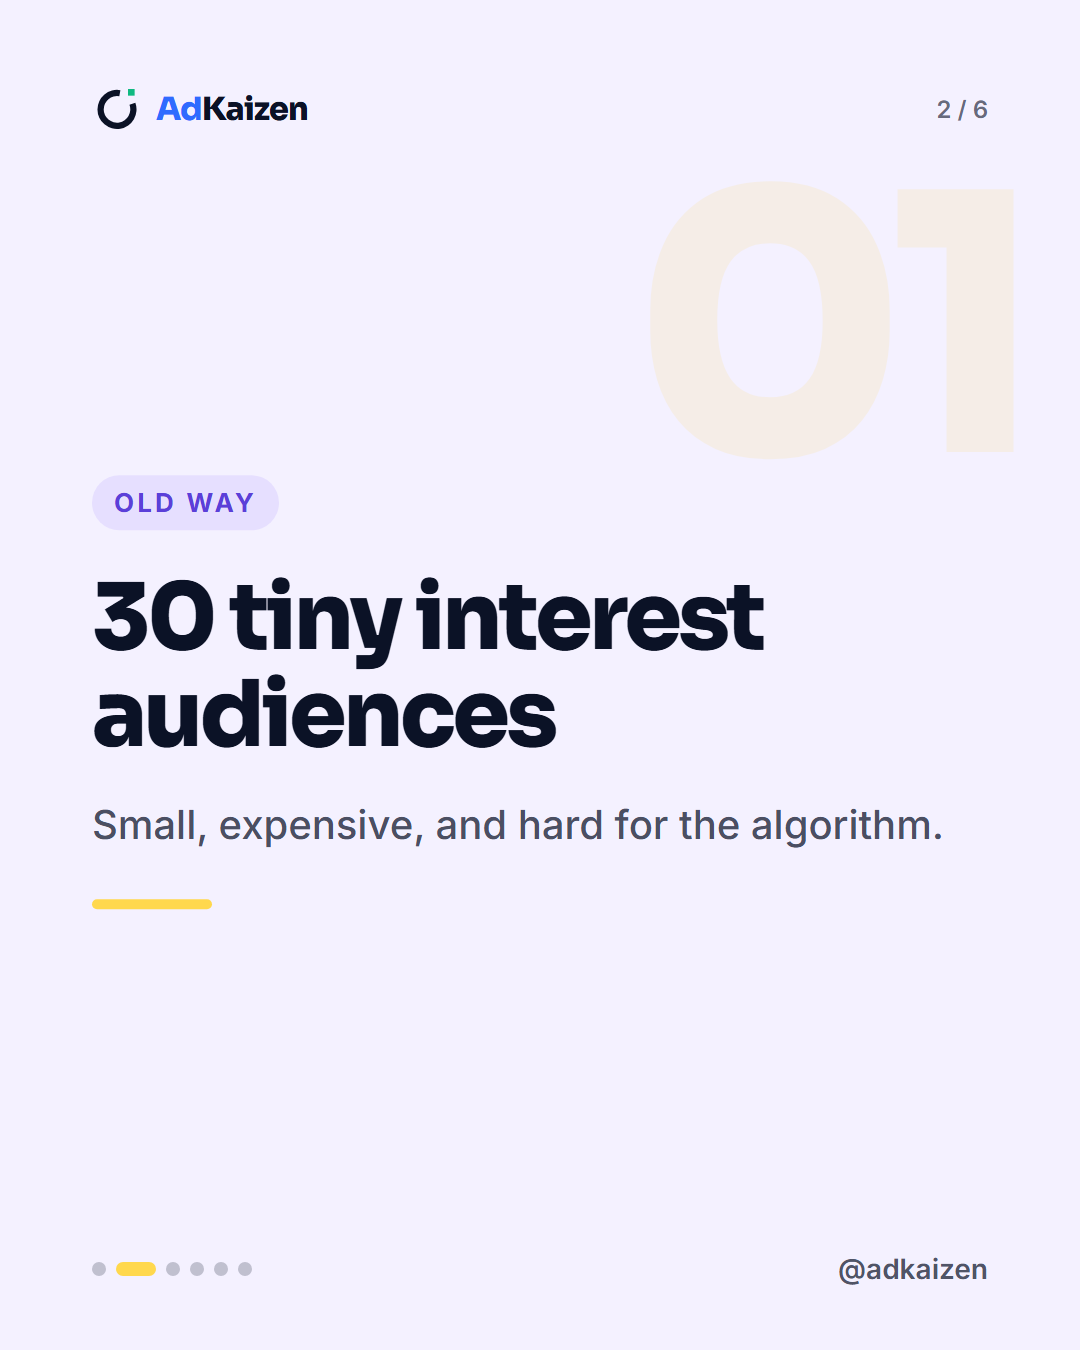 AdKaizen
2 / 6
01
OLD WAY
30 tiny interest
audiences
Small, expensive, and hard for the algorithm.
@adkaizen